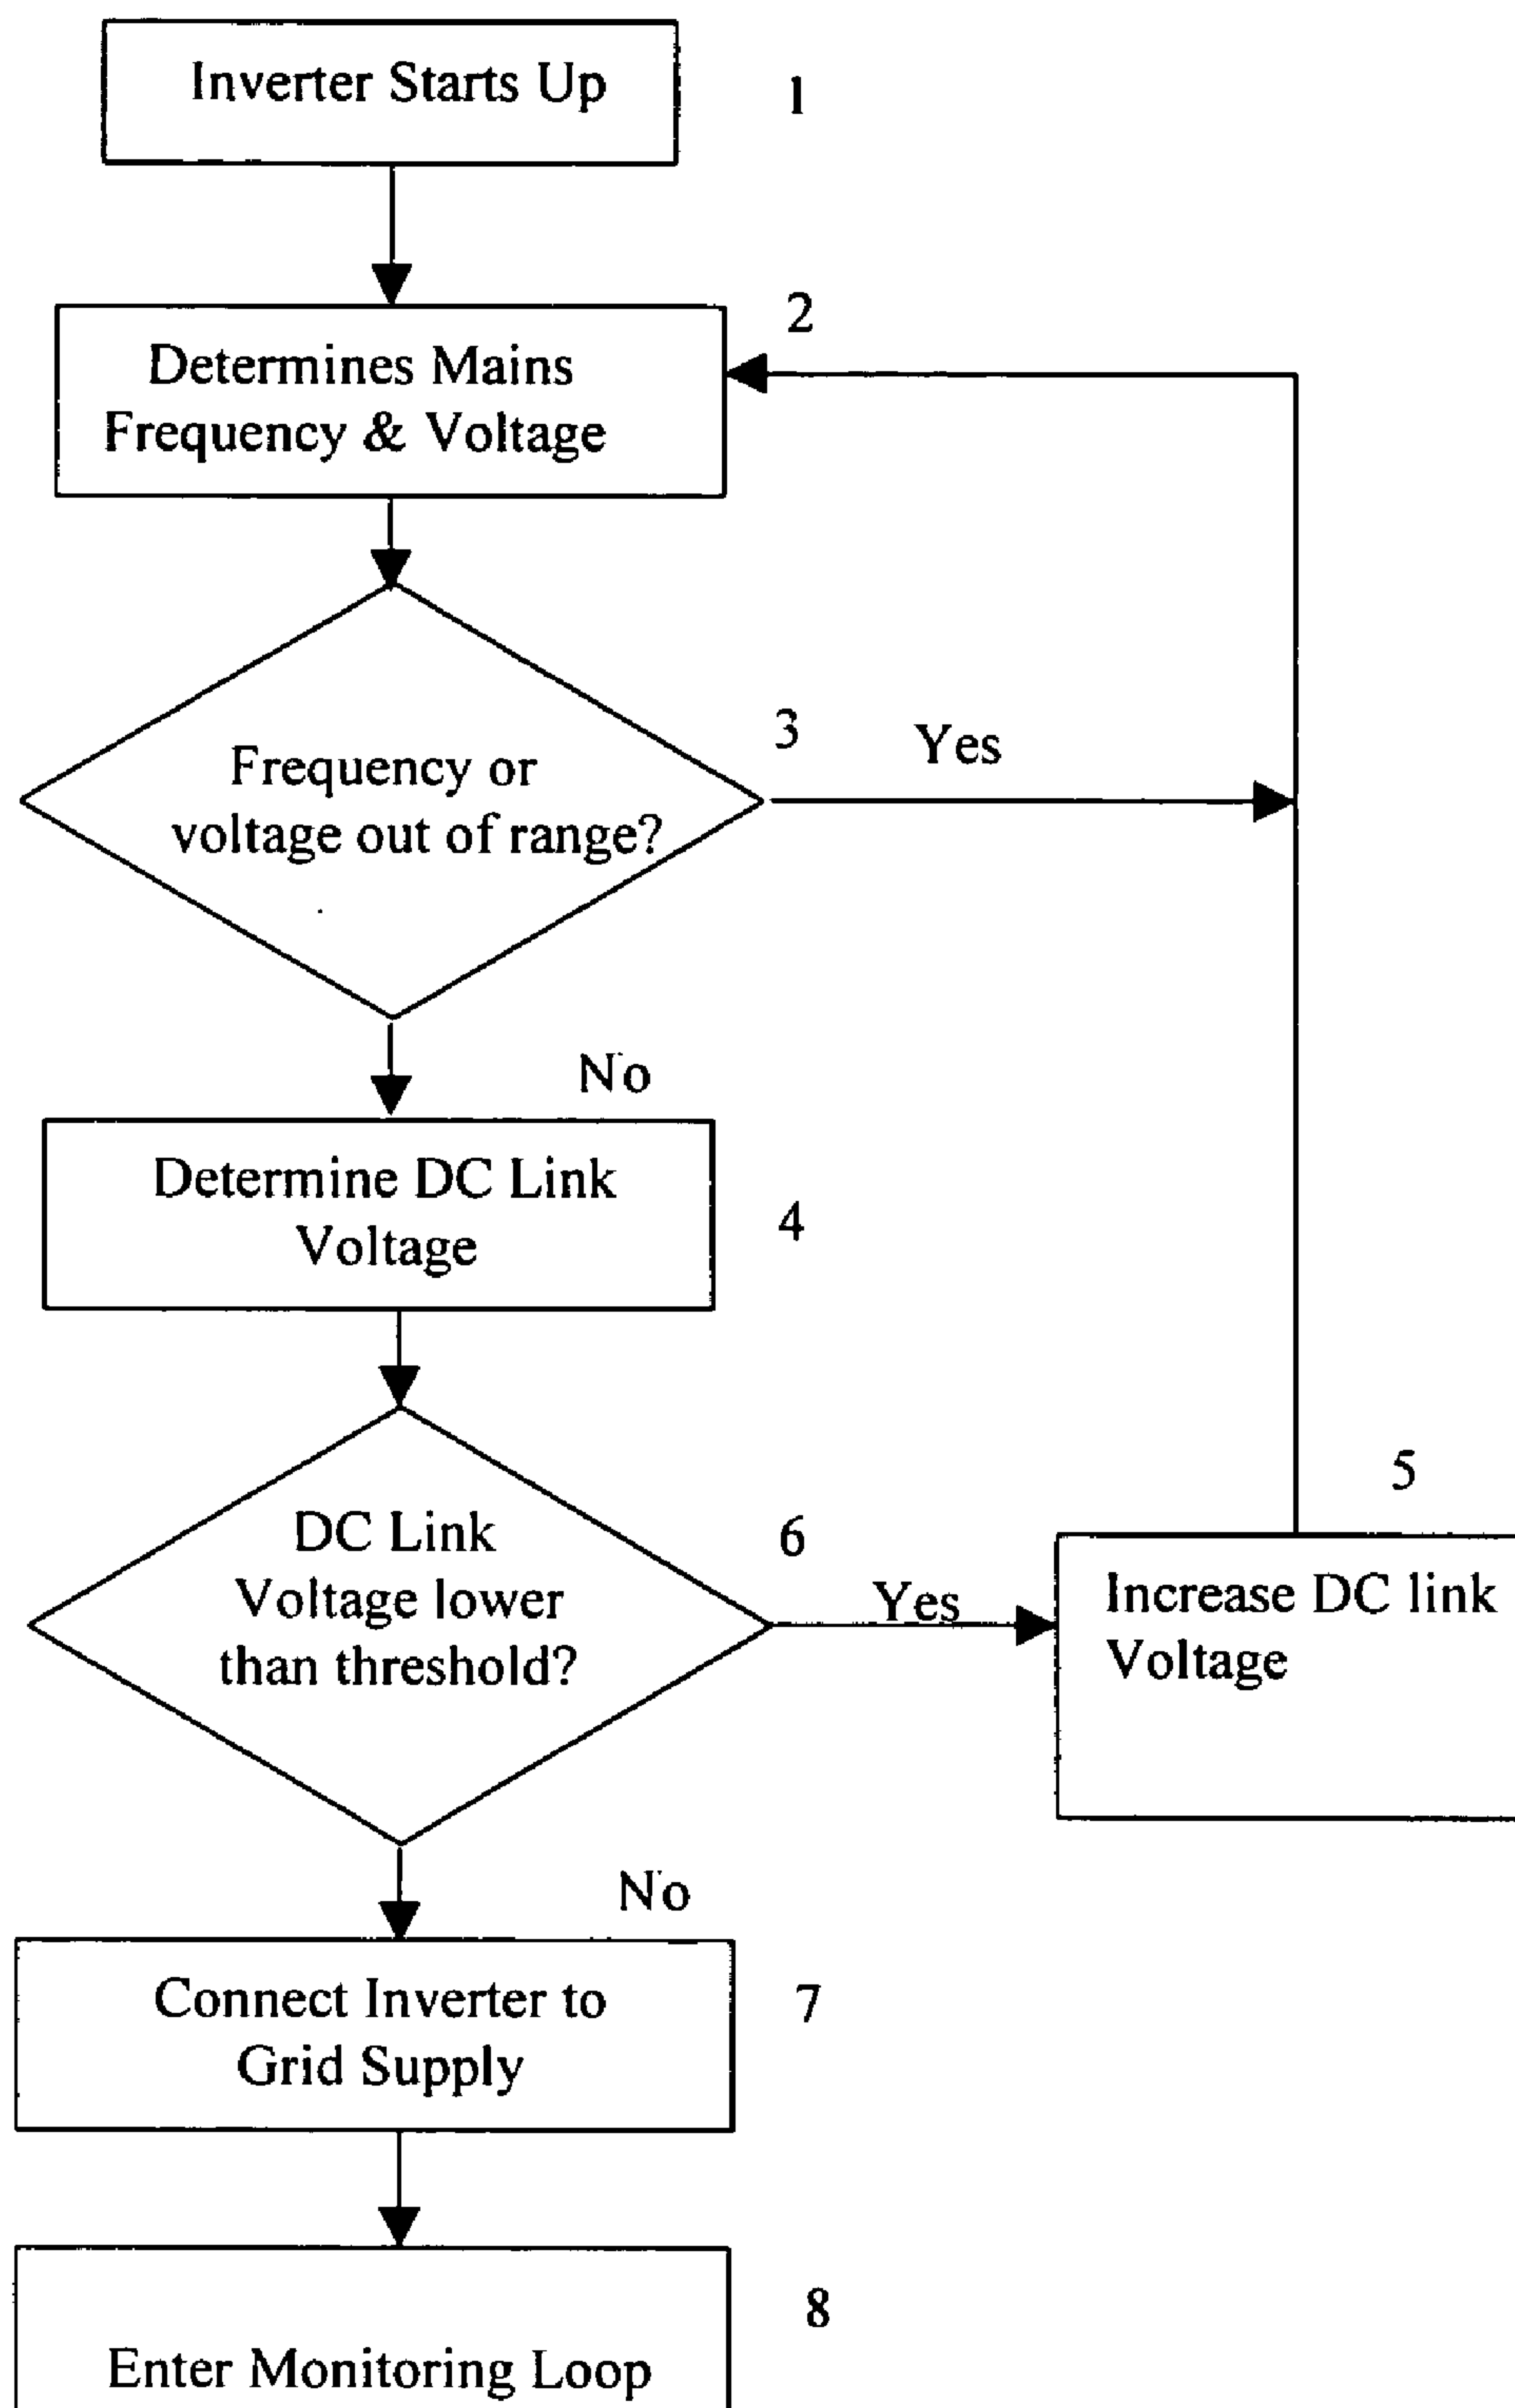 Inverter Starts Up
1
Determines Mains
Frequency & Voltage
2
Frequency or
voltage out of range?
3
Yes
No
Determine DC Link
Voltage
4
DC Link
Voltage lower
than threshold?
6
Yes
5
Increase DC link
Voltage
No
Connect Inverter to
Grid Supply
7
Enter Monitoring Loop
8